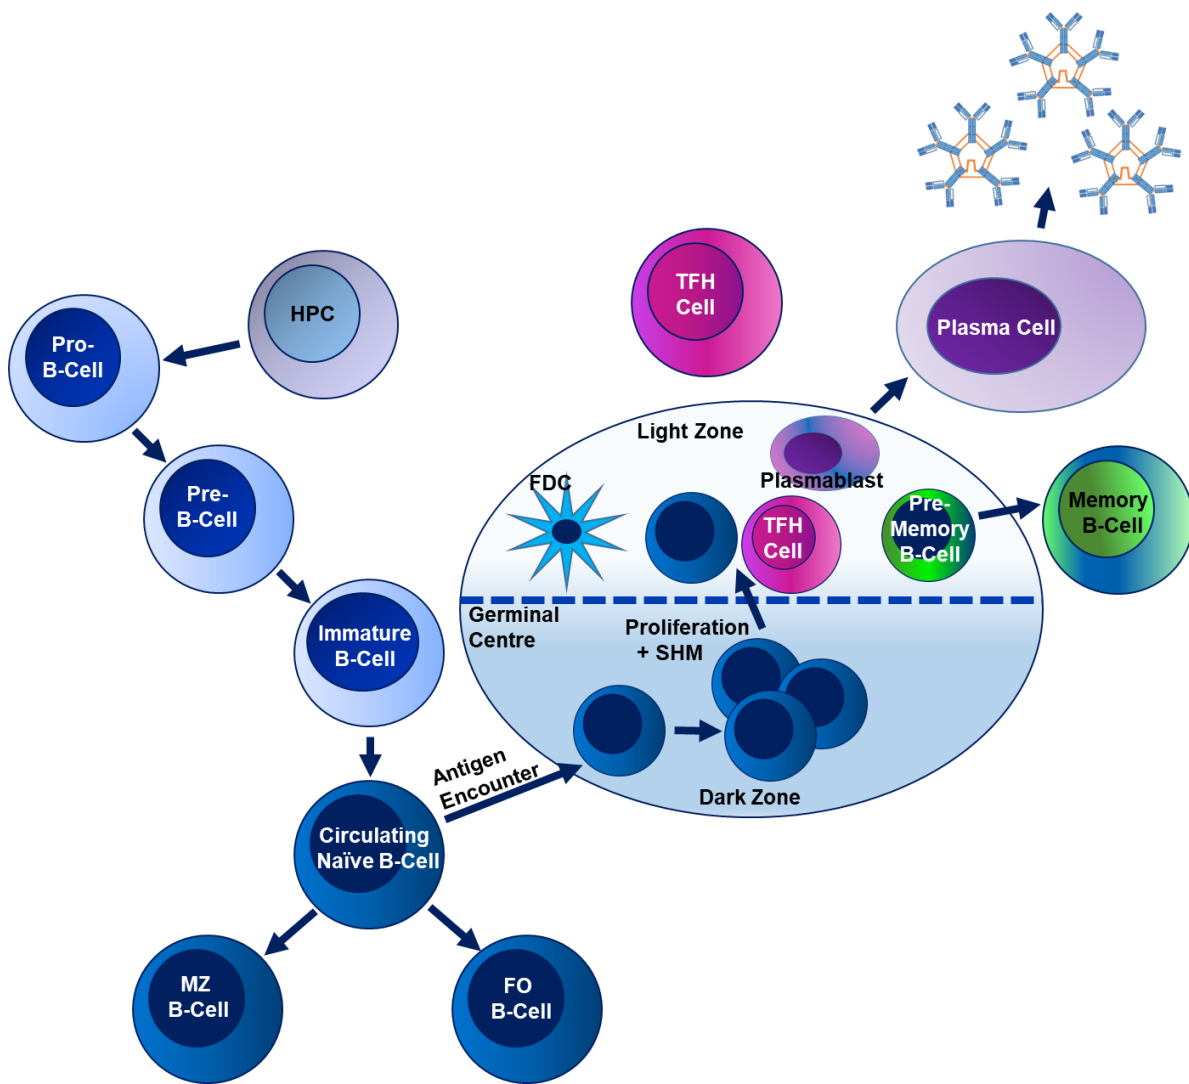 HPC
Pro-
B-Cell
Pre-
B-Cell
Immature
B-Cell
Circulating
Naïve B-Cell
MZ
B-Cell
FO
B-Cell
Antigen
Encounter
TFH
Cell
Plasma Cell
Light Zone
FDC
Plasmablast
TFH
Cell
Pre-
Memory
B-Cell
Memory
B-Cell
Germinal
Centre
Proliferation
+ SHM
Dark Zone